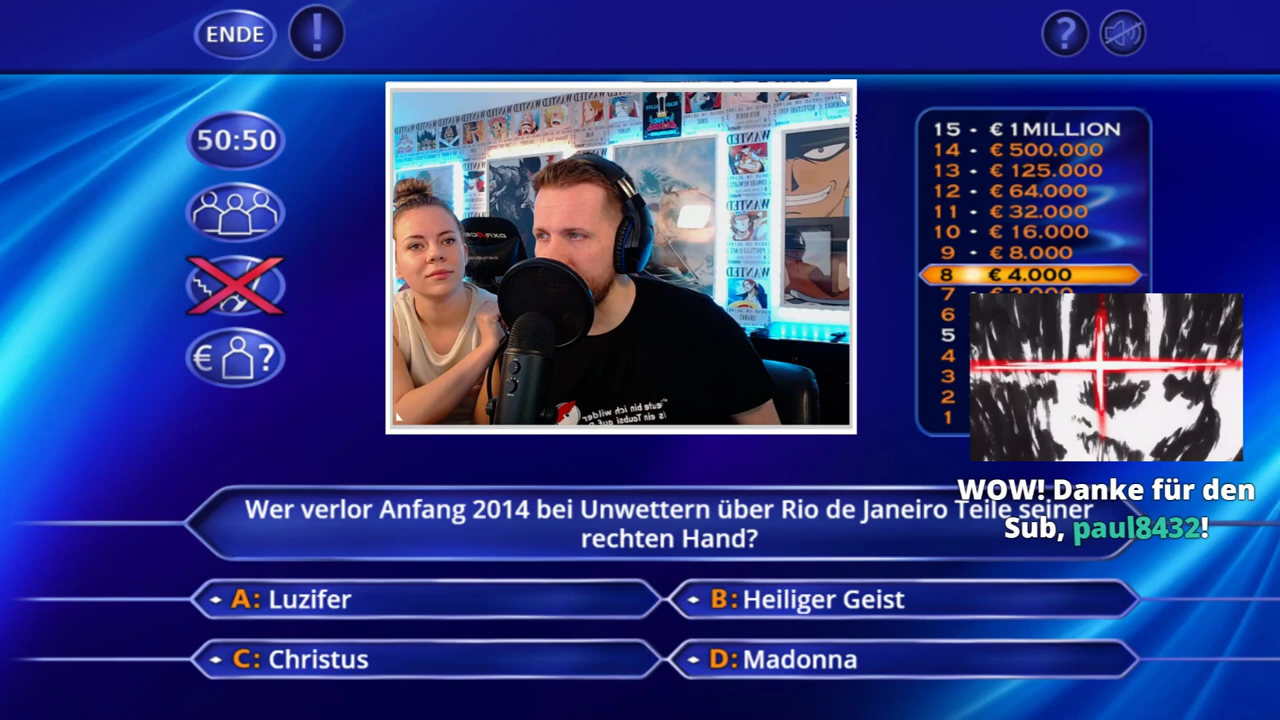 ENDE
!
?
50:50
€ ?
15 • € 1 MILLION
14 • € 500.000
13 • € 125.000
12 • € 64.000
11 • € 32.000
10 • € 16.000
9 • € 8.000
8 • € 4.000
7
6
5
4
3
2
1
WANTED
WOW! Danke für den
Sub, paul8432!
Wer verlor Anfang 2014 bei Unwettern über Rio de Janeiro Teile seiner
rechten Hand?
A: Luzifer
B: Heiliger Geist
C: Christus
D: Madonna